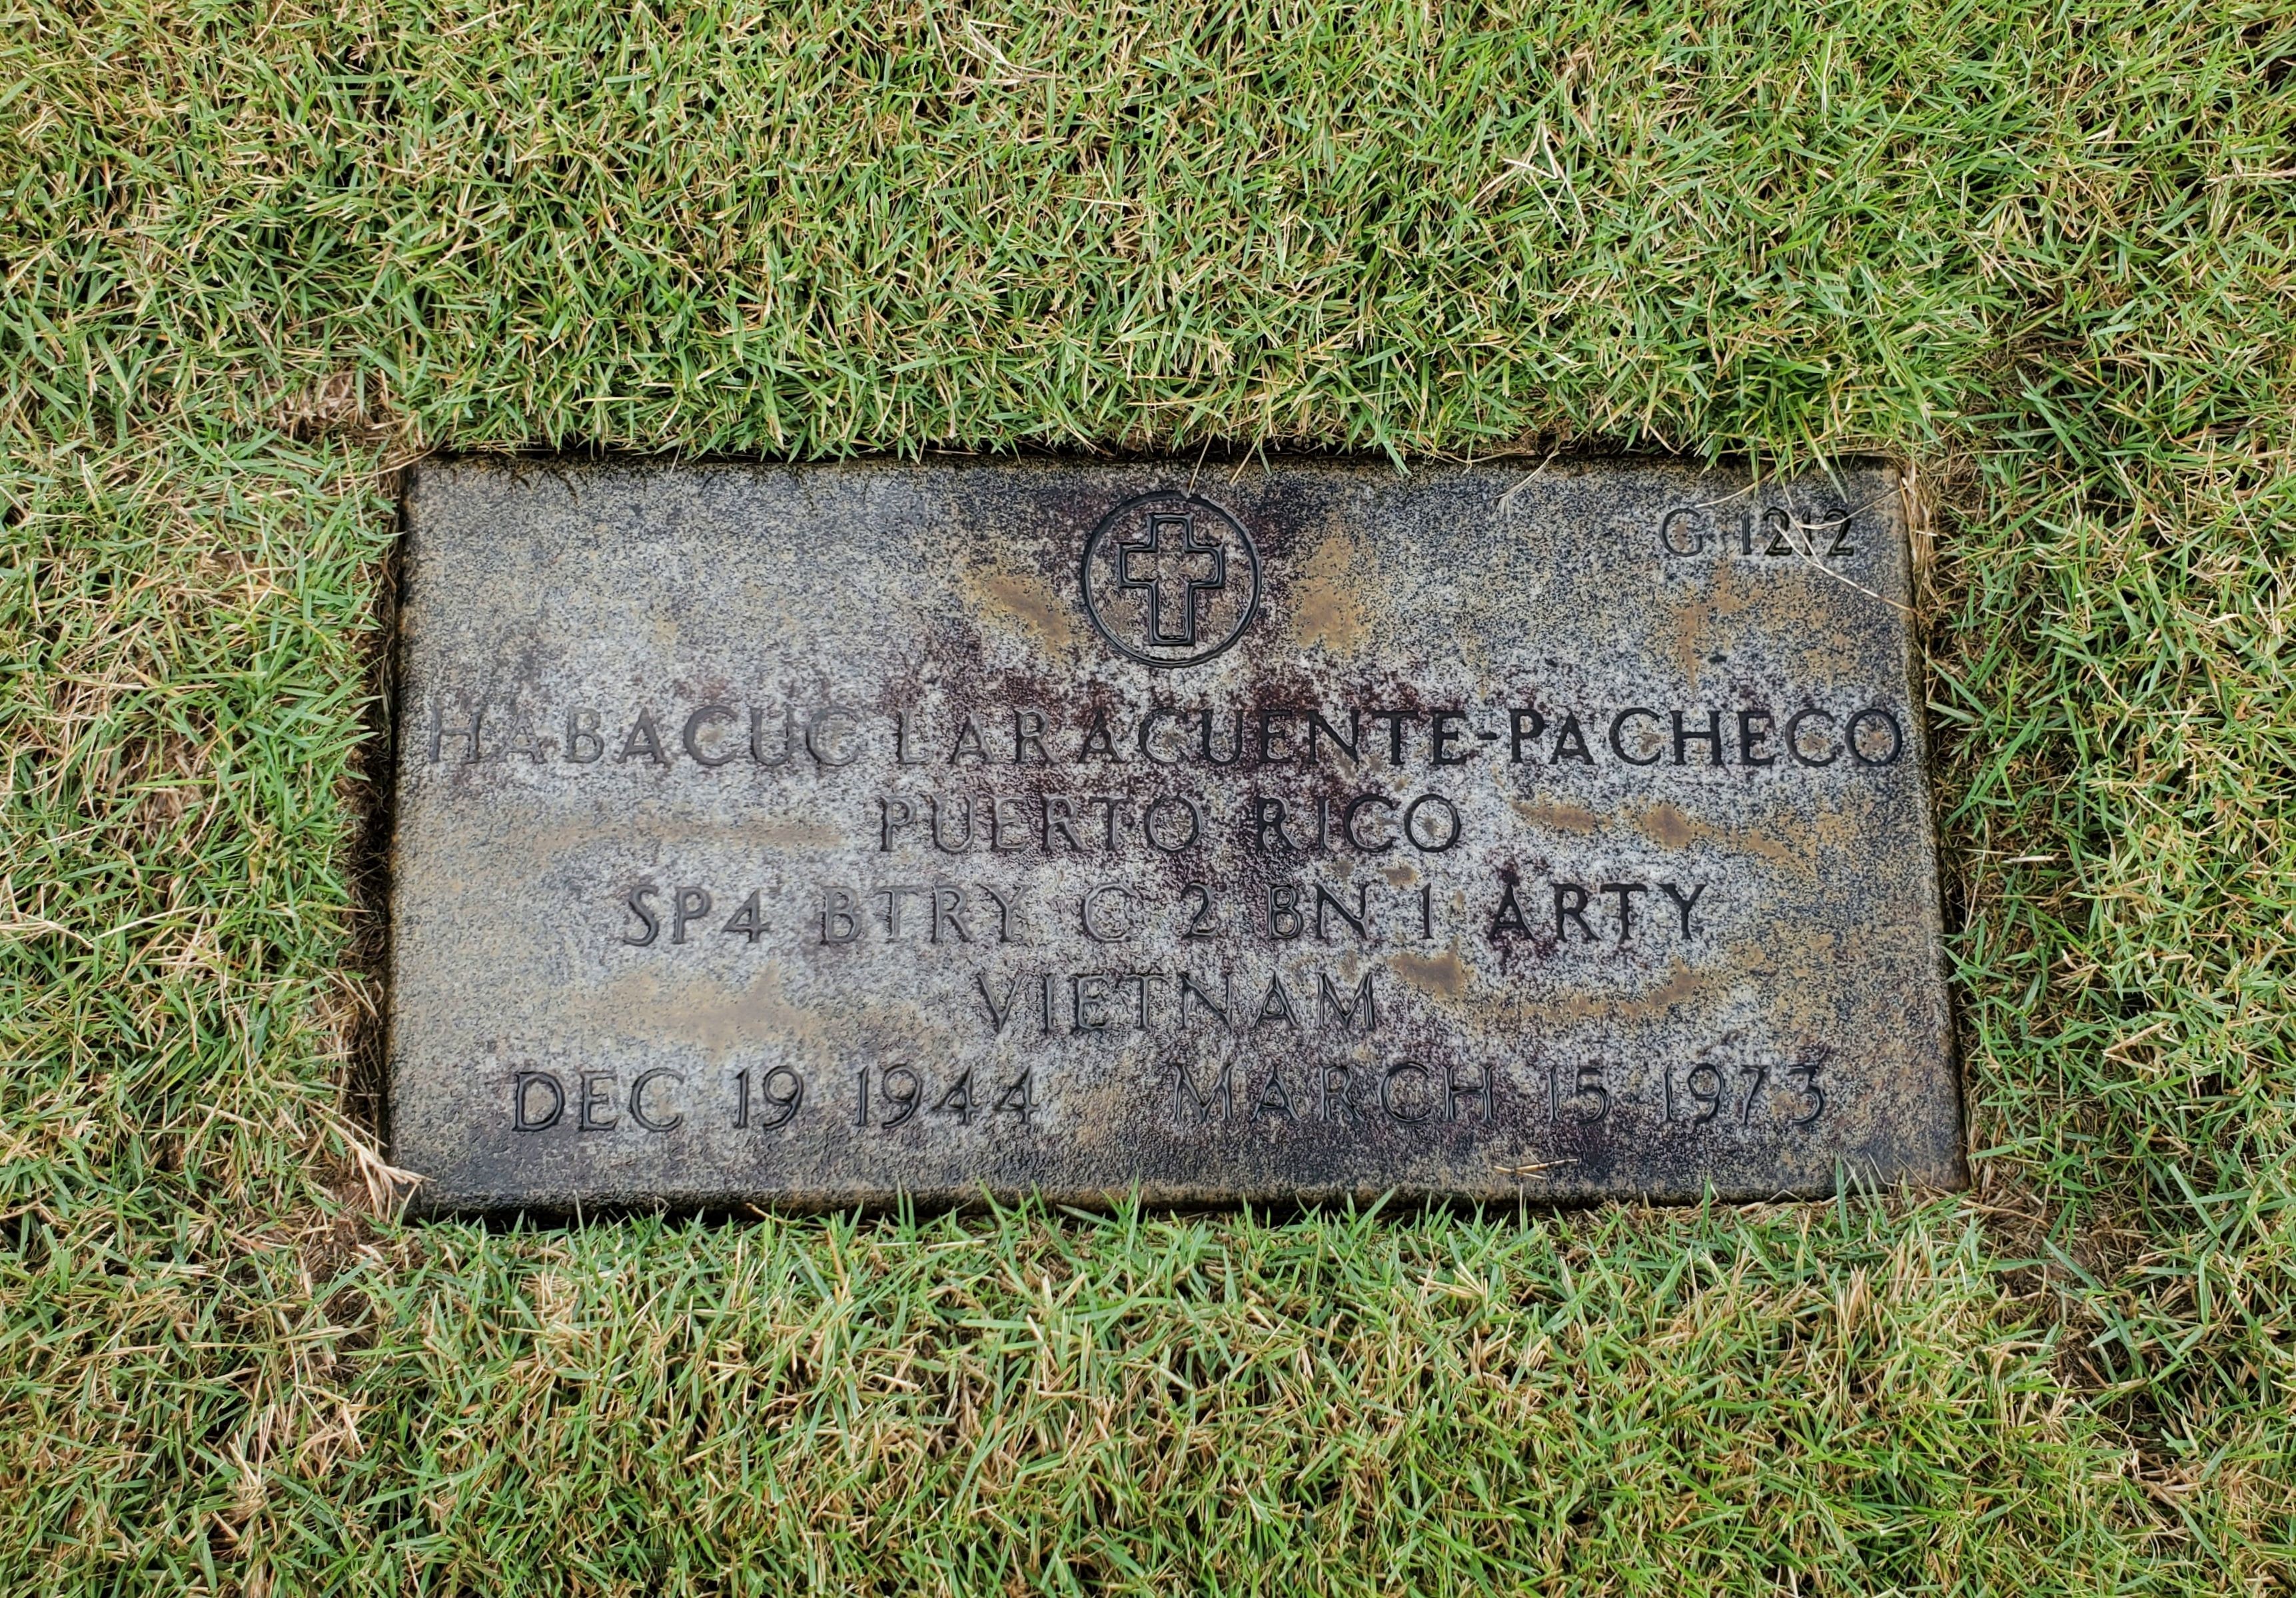 G 1212
HABACUC LARACUENTE-PACHECO
PUERTO RICO
SP4 BTRY C 2 BN 1 ARTY
VIETNAM
DEC 19 1944 MARCH 15 1973